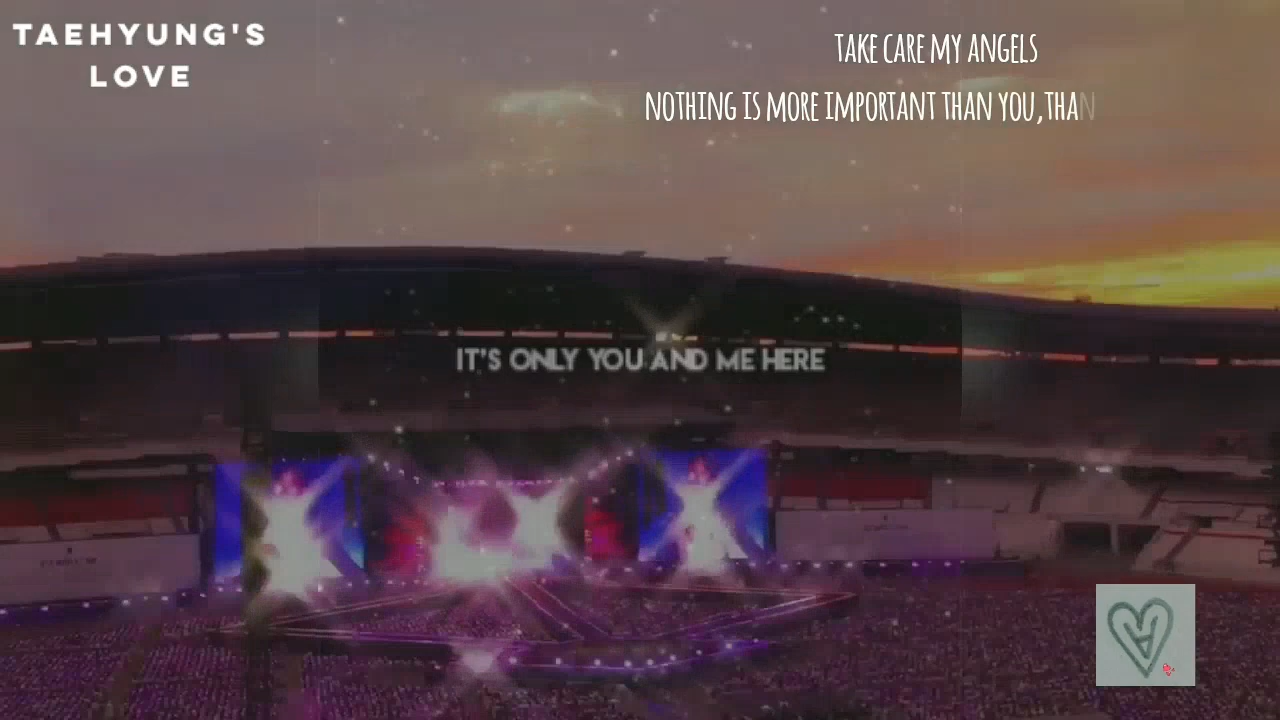 TAEHYUNG'S
LOVE
TAKE CARE MY ANGELS
NOTHING IS MORE IMPORTANT THAN YOU,THAN
IT'S ONLY YOU AND ME HERE